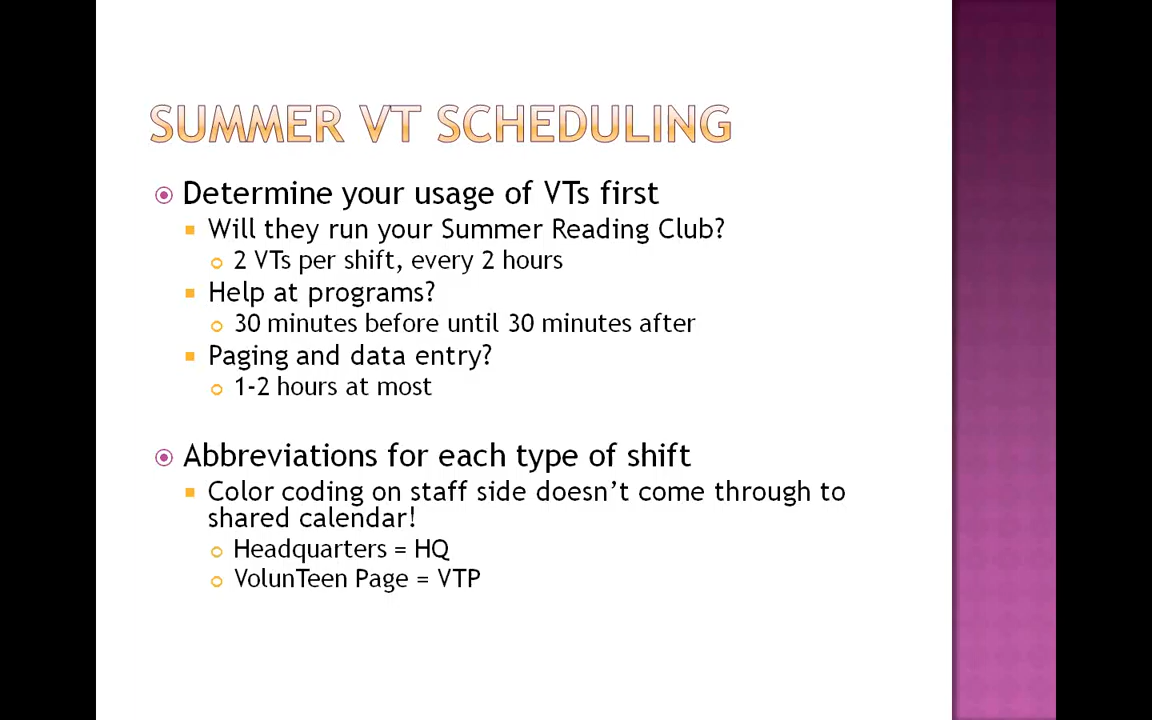 SUMMER VT SCHEDULING
Determine your usage of VTs first
Will they run your Summer Reading Club?
2 VTs per shift, every 2 hours
Help at programs?
30 minutes before until 30 minutes after
Paging and data entry?
1-2 hours at most
Abbreviations for each type of shift
Color coding on staff side doesn’t come through to
shared calendar!
Headquarters = HQ
VolunTeen Page = VTP